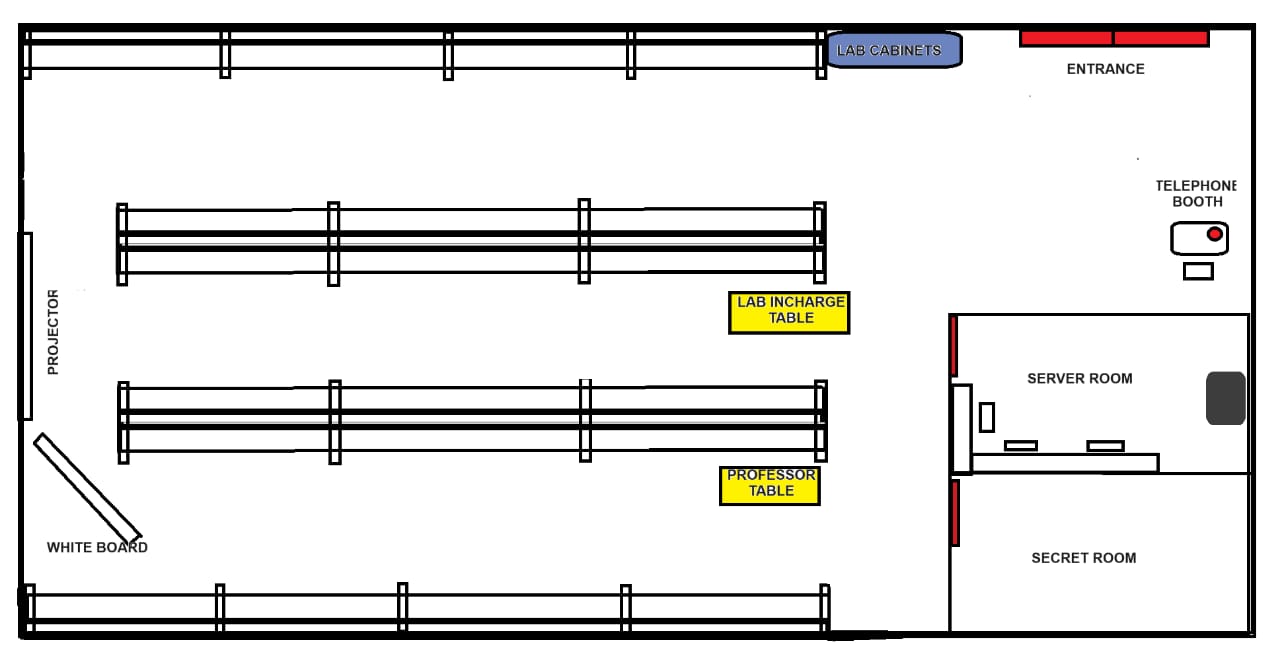 LAB CABINETS
ENTRANCE
TELEPHONE
BOOTH
LAB INCHARGE
TABLE
PROJECTOR
SERVER ROOM
PROFESSOR
TABLE
WHITE BOARD
SECRET ROOM